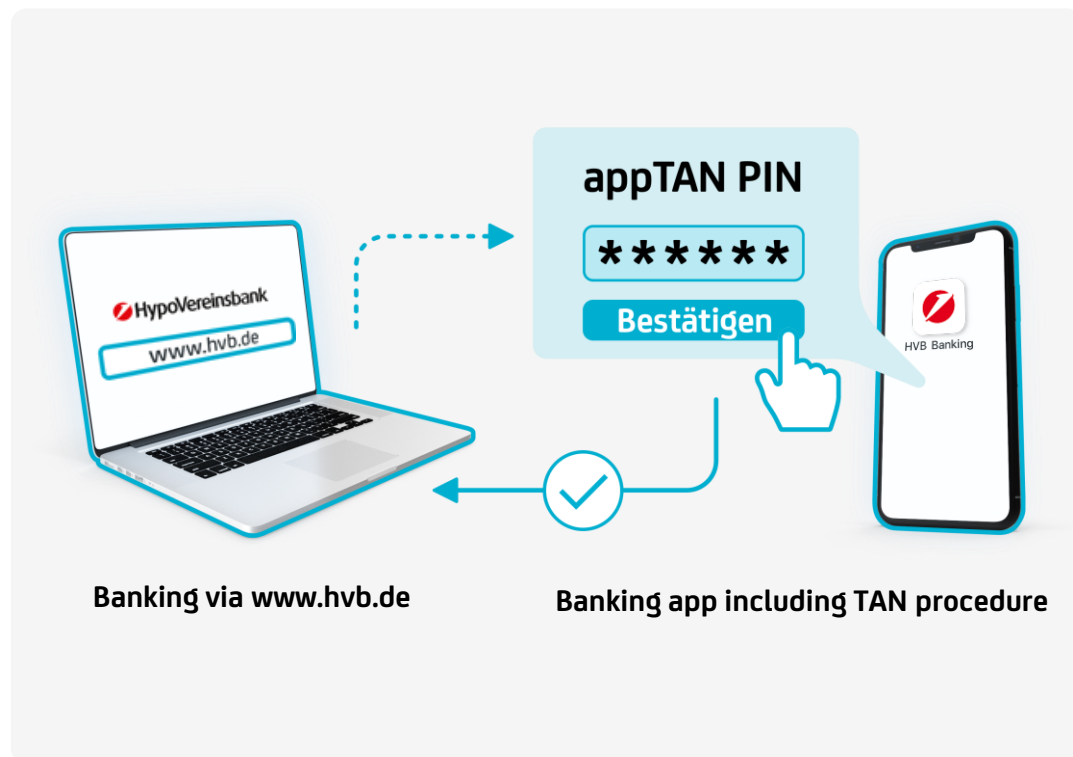 HypoVereinsbank
www.hvb.de
appTAN PIN
******
Bestätigen
HVB Banking
Banking via www.hvb.de
Banking app including TAN procedure